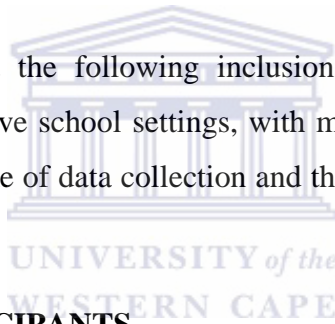 the following inclusion
ve school settings, with m
e of data collection and th
UNIVERSITY of the
WESTERN CAPE
CIPANTS